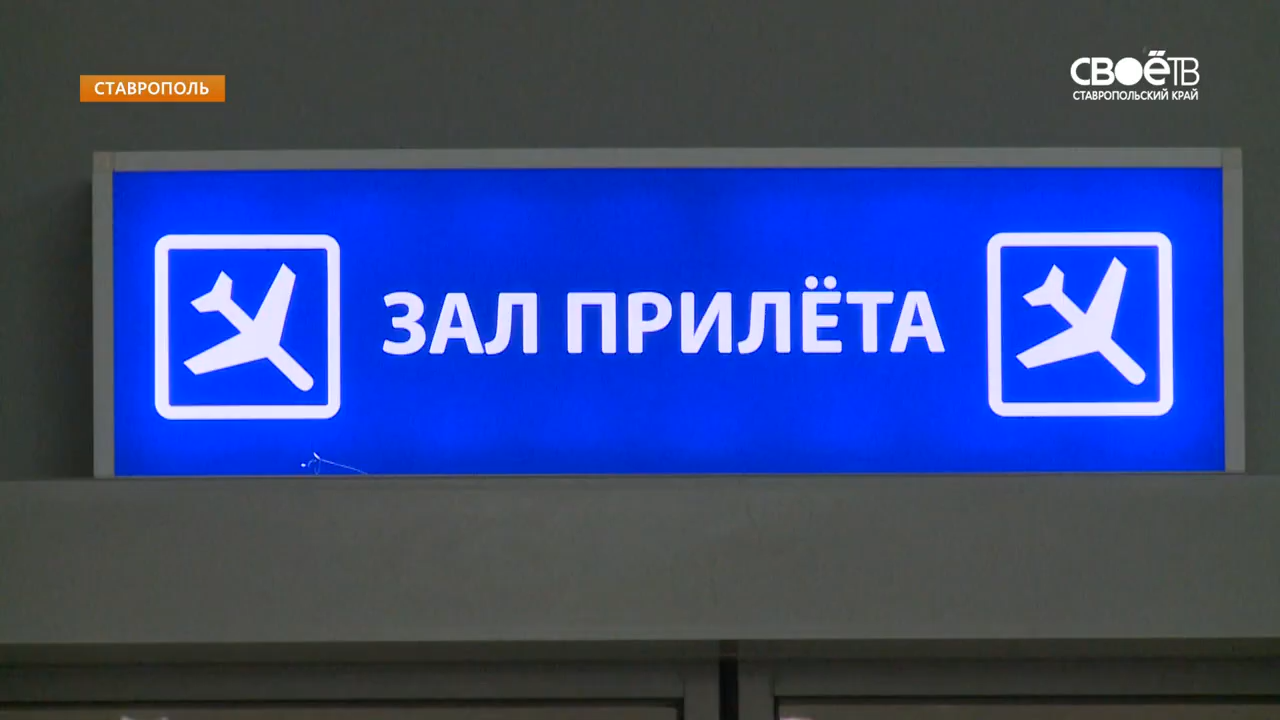 СТАВРОПОЛЬ
СВОЁТВ
СТАВРОПОЛЬСКИЙ КРАЙ
ЗАЛ ПРИЛЁТА